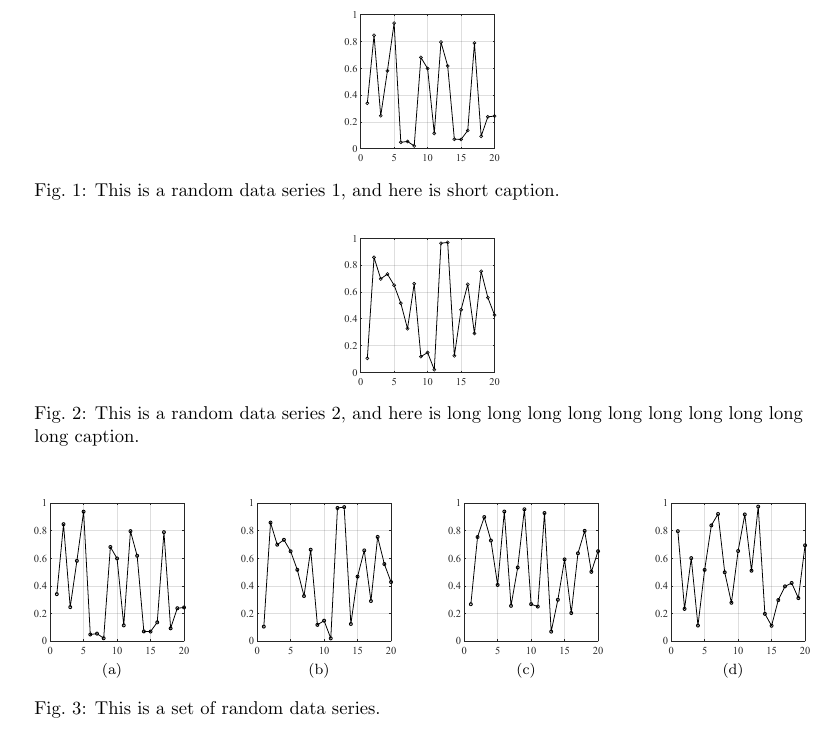 1
0.8
0.6
0.4
0.2
0
0 5 10 15 20
Fig. 1: This is a random data series 1, and here is short caption.
1
0.8
0.6
0.4
0.2
0
0 5 10 15 20
Fig. 2: This is a random data series 2, and here is long long long long long long long long long
long caption.
1 1 1 1
0.8 0.8 0.8 0.8
0.6 0.6 0.6 0.6
0.4 0.4 0.4 0.4
0.2 0.2 0.2 0.2
0 0 0 0
0 5 10 15 20 0 5 10 15 20 0 5 10 15 20 0 5 10 15 20
(a) (b) (c) (d)
Fig. 3: This is a set of random data series.